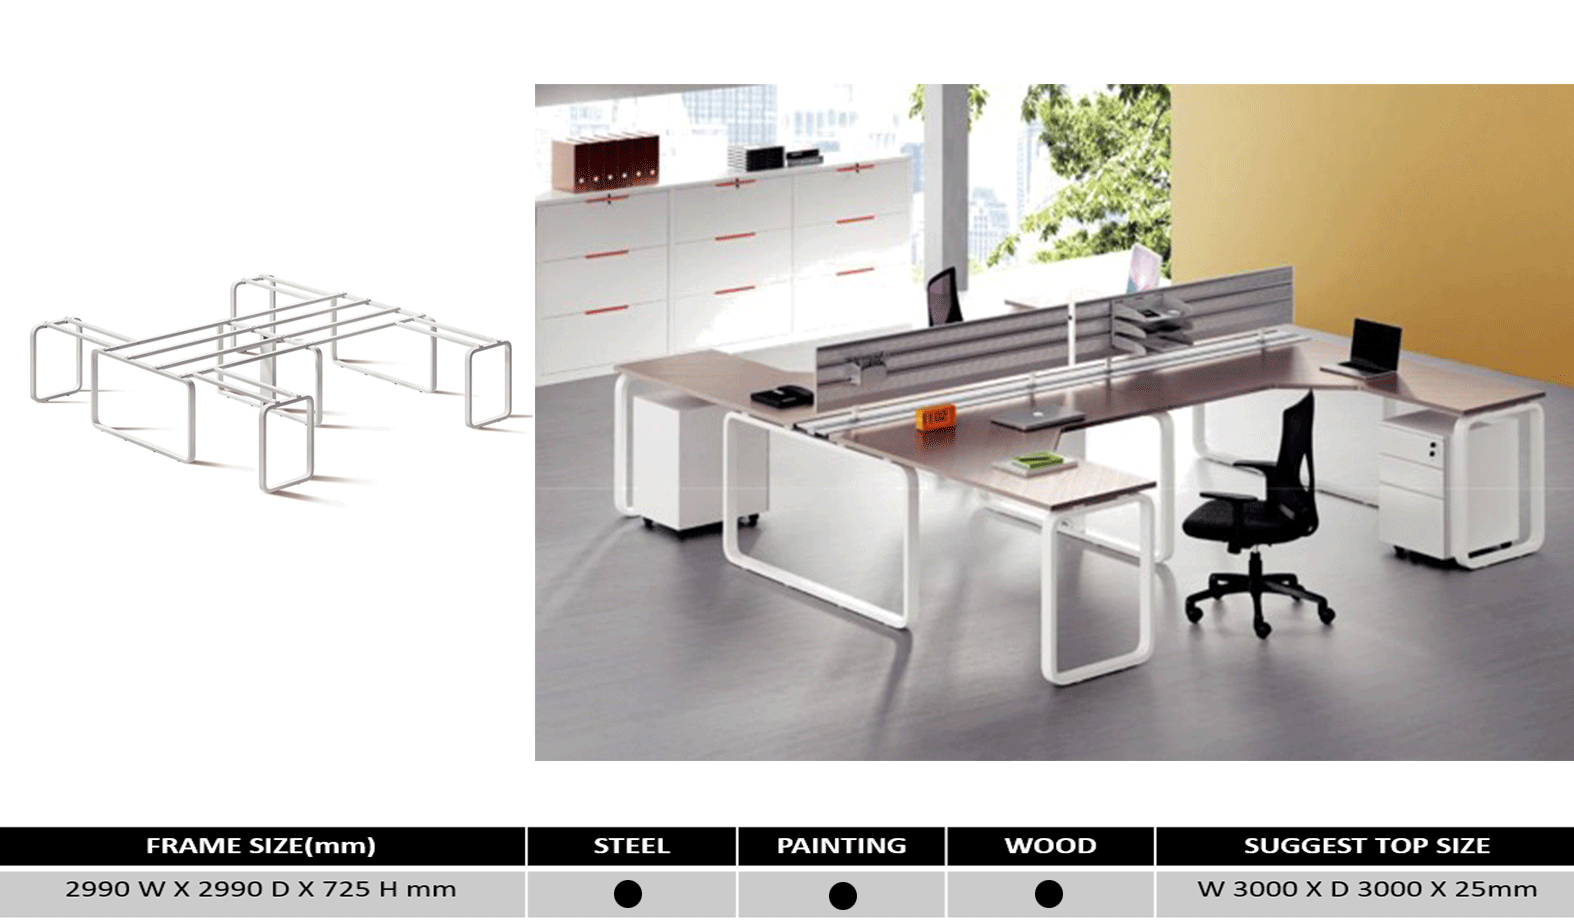 FRAME SIZE(mm) STEEL PAINTING WOOD SUGGEST TOP SIZE
2990 W X 2990 D X 725 H mm ● ● ● W 3000 X D 3000 X 25mm